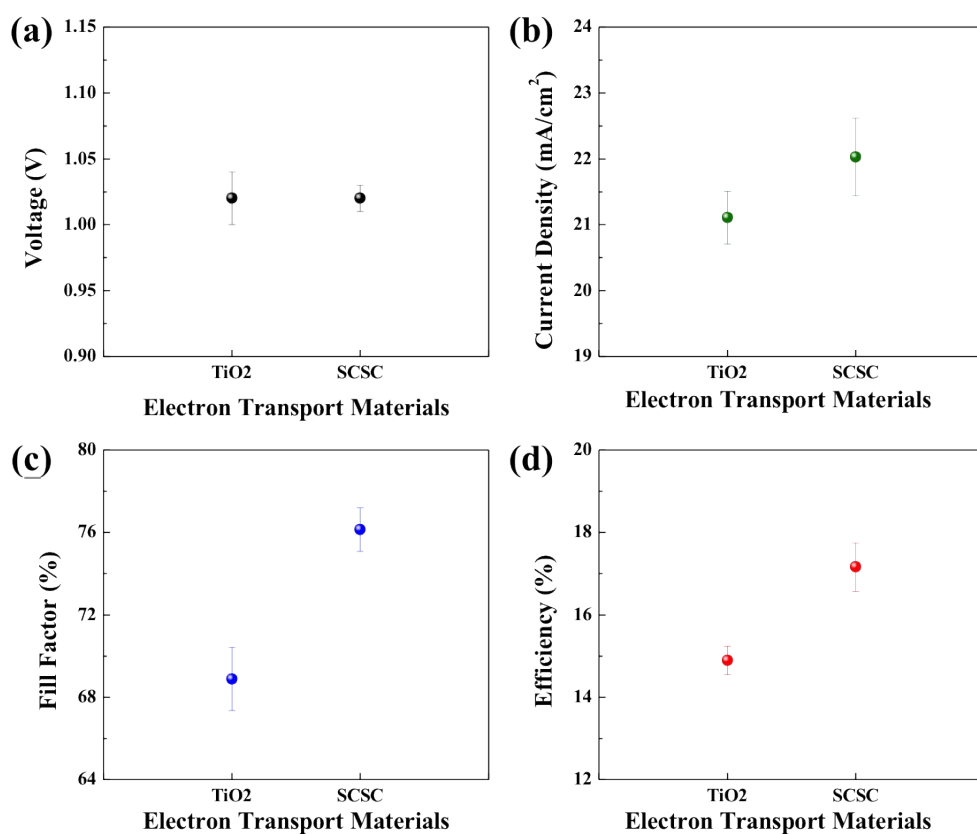 (a)
1.15
1.10
1.05
1.00
0.95
0.90
Voltage (V)
TiO2
SCSC
Electron Transport Materials
(b)
24
23
22
21
20
19
Current Density (mA/cm²)
TiO2
SCSC
Electron Transport Materials
(c)
80
76
72
68
64
Fill Factor (%)
TiO2
SCSC
Electron Transport Materials
(d)
20
18
16
14
12
Efficiency (%)
TiO2
SCSC
Electron Transport Materials